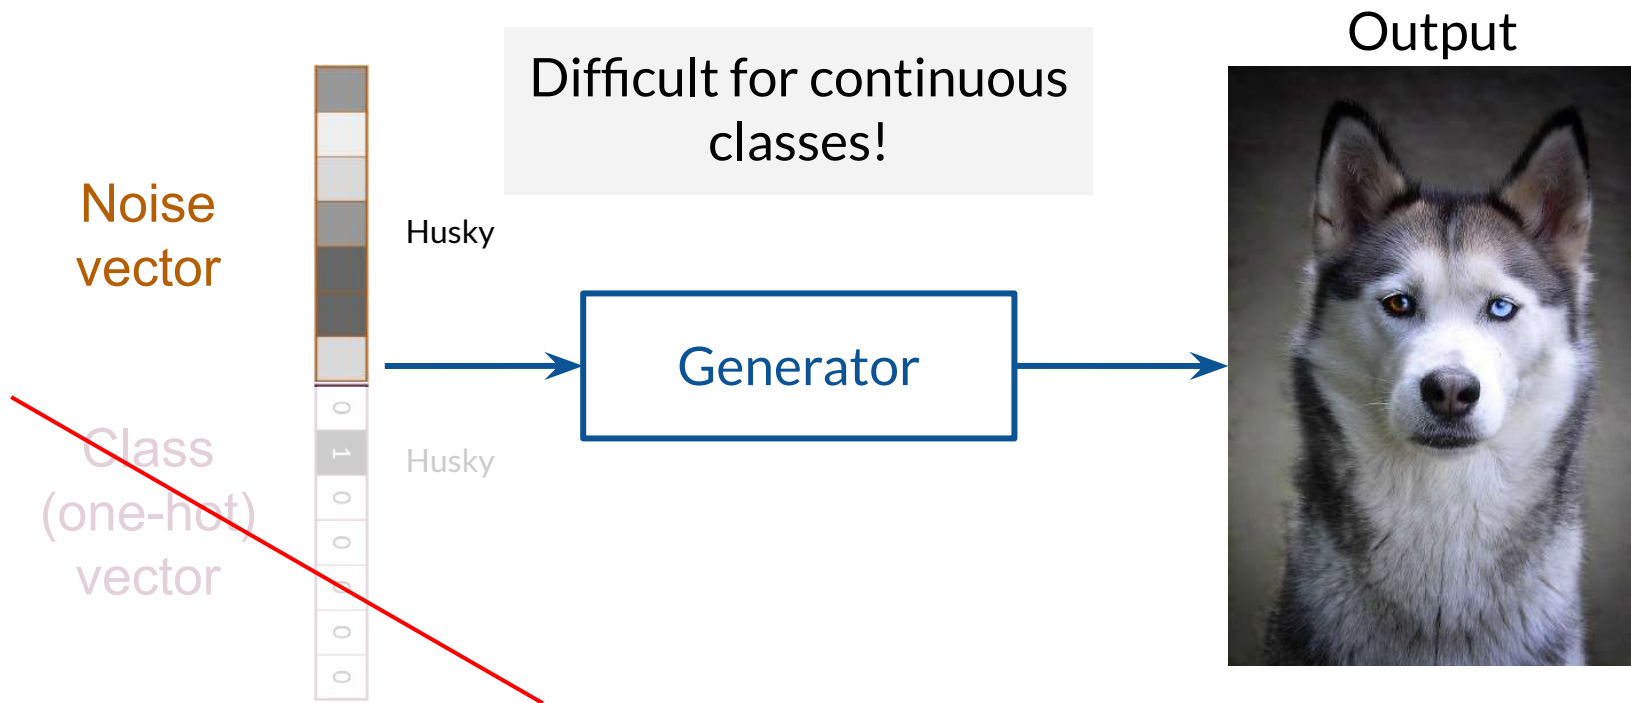 Output
Difficult for continuous
classes!
Noise
vector
Husky
Generator
0
1
0
0
0
0
0
Class
(one-hot)
vector
Husky